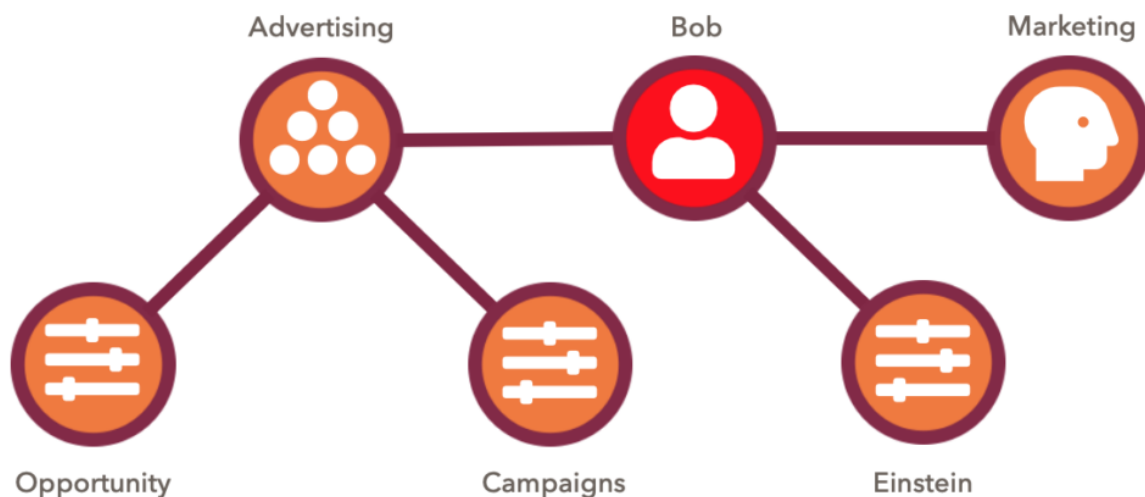 Advertising
Bob
Marketing
Opportunity
Campaigns
Einstein